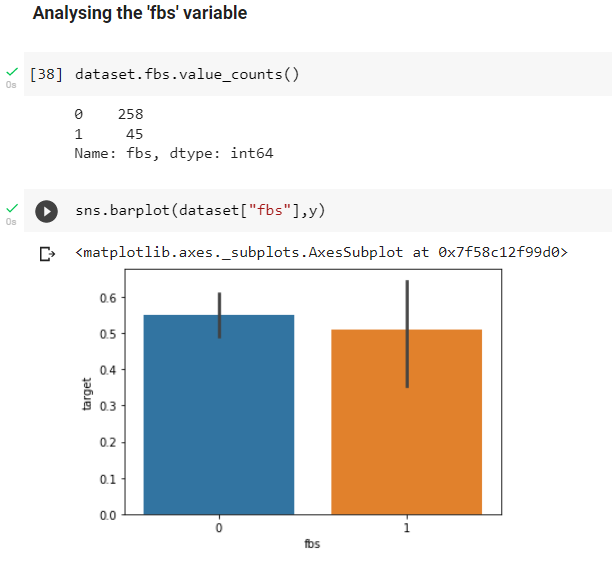 Analysing the 'fbs' variable
[38] dataset.fbs.value_counts()
0s
0    258
1     45
Name: fbs, dtype: int64
sns.barplot(dataset["fbs"],y)
0s
<matplotlib.axes._subplots.AxesSubplot at 0x7f58c12f99d0>
0.6
0.5
0.4
0.3
0.2
0.1
0.0
target
0 1
fbs